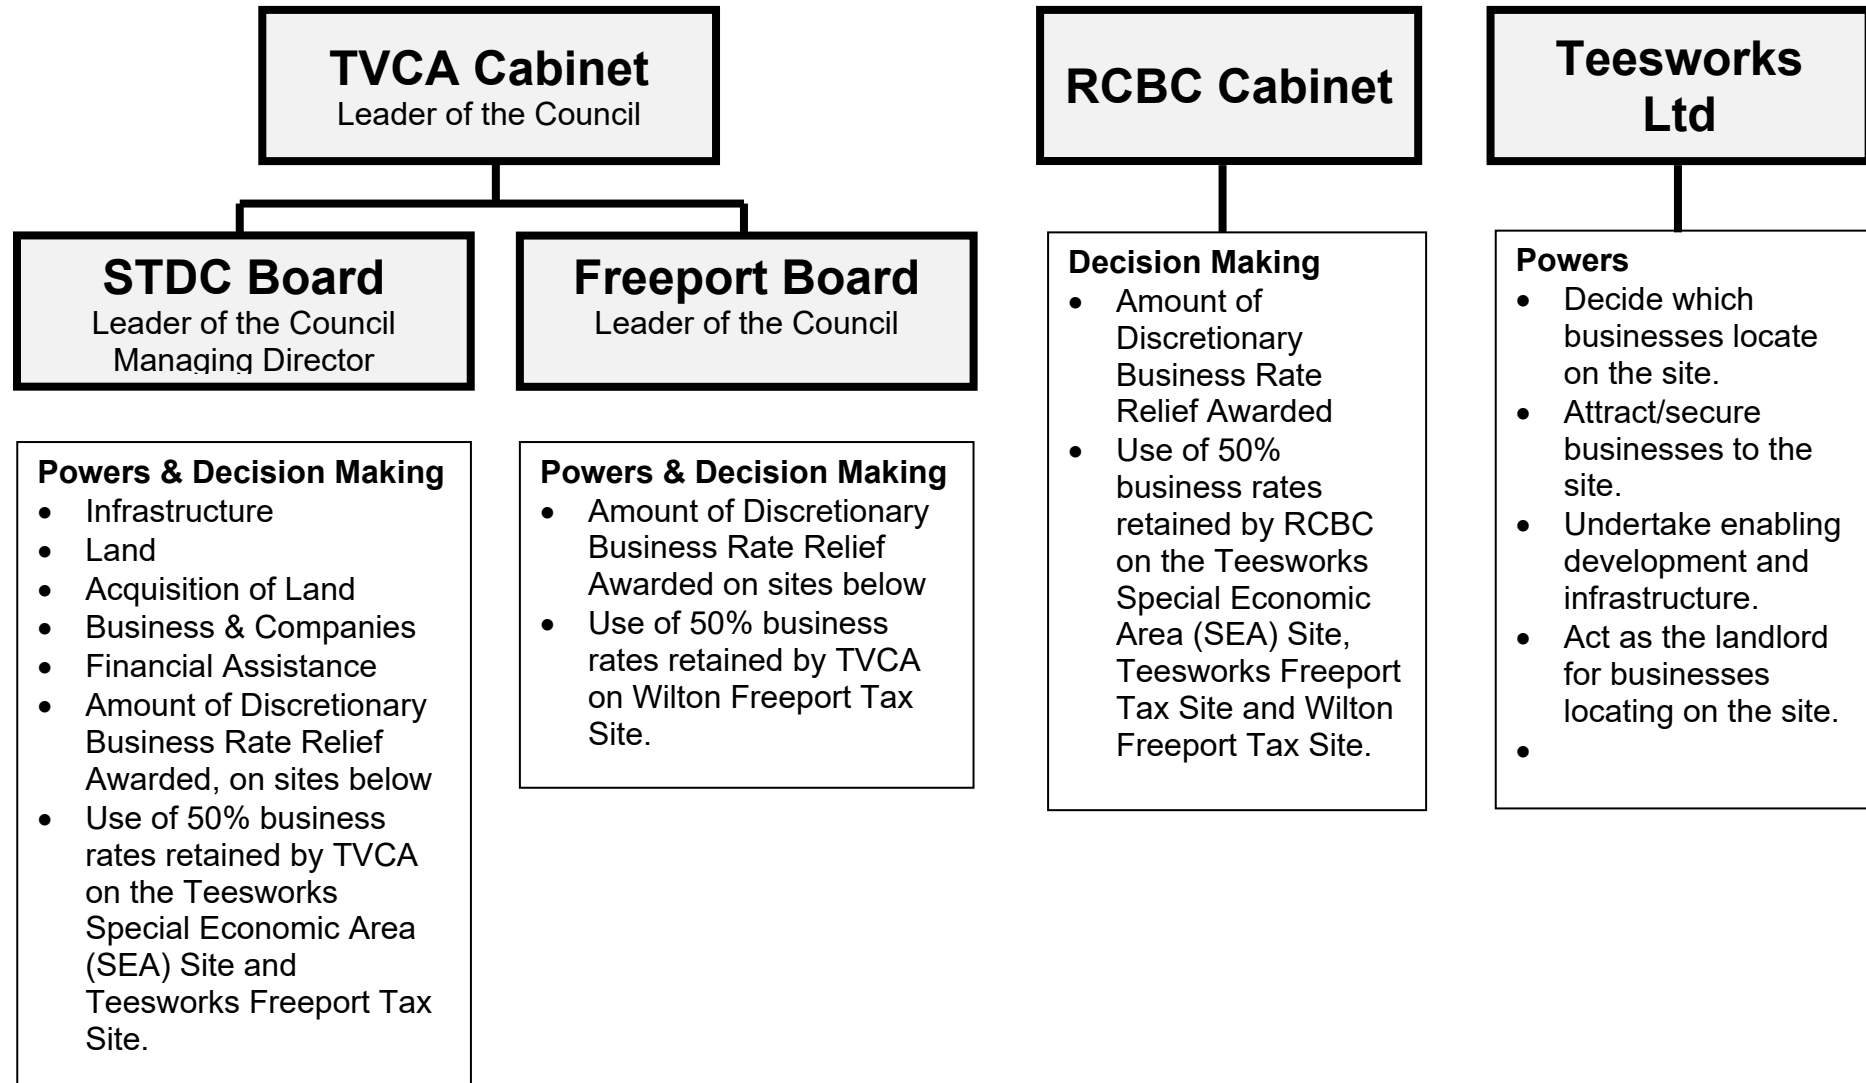 TVCA Cabinet
Leader of the Council
RCBC Cabinet
Teesworks
Ltd
STDC Board
Leader of the Council
Managing Director
Freeport Board
Leader of the Council
Powers & Decision Making
• Infrastructure
• Land
• Acquisition of Land
• Business & Companies
• Financial Assistance
• Amount of Discretionary
Business Rate Relief
Awarded, on sites below
• Use of 50% business
rates retained by TVCA
on the Teesworks
Special Economic Area
(SEA) Site and
Teesworks Freeport Tax
Site.
Powers & Decision Making
• Amount of Discretionary
Business Rate Relief
Awarded on sites below
• Use of 50% business
rates retained by TVCA
on Wilton Freeport Tax
Site.
Decision Making
• Amount of
Discretionary
Business Rate
Relief Awarded
• Use of 50%
business rates
retained by RCBC
on the Teesworks
Special Economic
Area (SEA) Site,
Teesworks Freeport
Tax Site and Wilton
Freeport Tax Site.
Powers
• Decide which
businesses locate
on the site.
• Attract/secure
businesses to the
site.
• Undertake enabling
development and
infrastructure.
• Act as the landlord
for businesses
locating on the site.
•